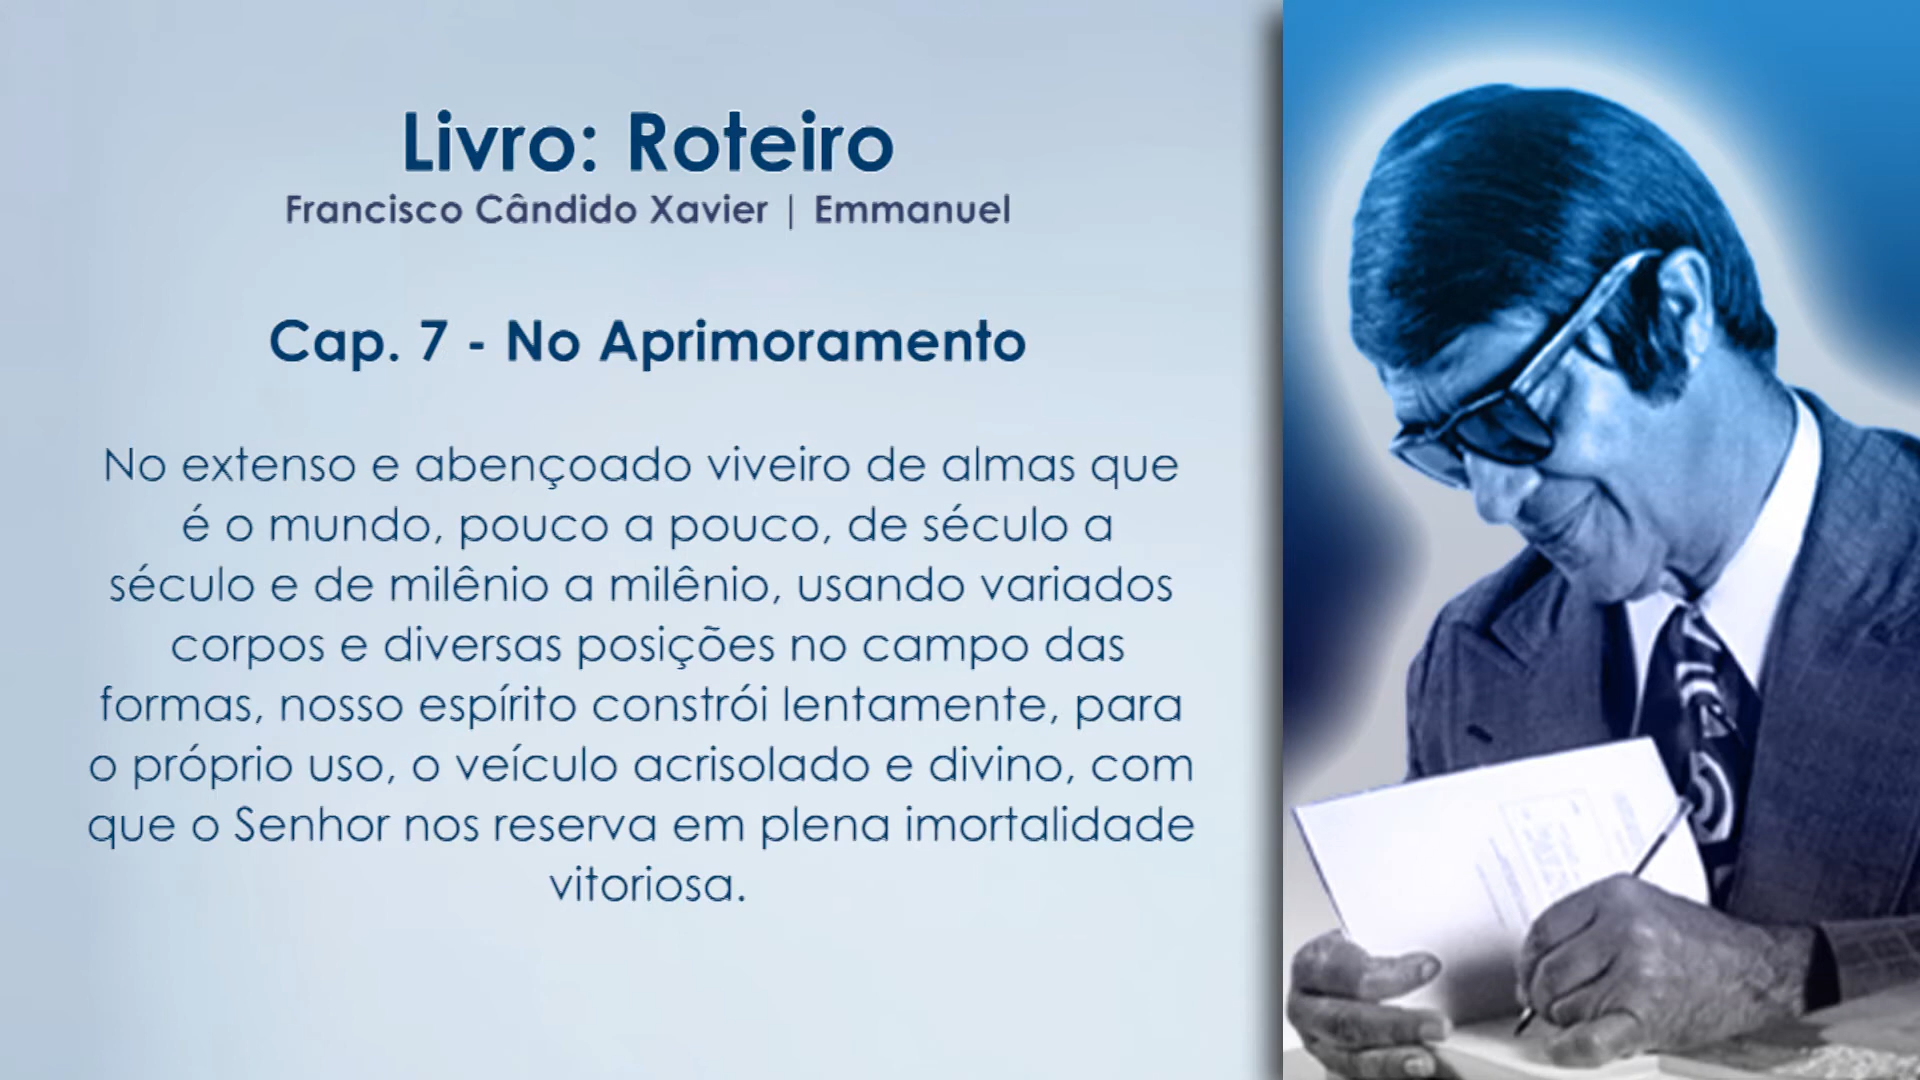 Livro: Roteiro
Francisco Cândido Xavier | Emmanuel
Cap. 7 - No Aprimoramento
No extenso e abençoado viveiro de almas que
é o mundo, pouco a pouco, de século a
século e de milênio a milênio, usando variados
corpos e diversas posições no campo das
formas, nosso espírito constrói lentamente, para
o próprio uso, o veículo acrisolado e divino, com
que o Senhor nos reserva em plena imortalidade
vitoriosa.